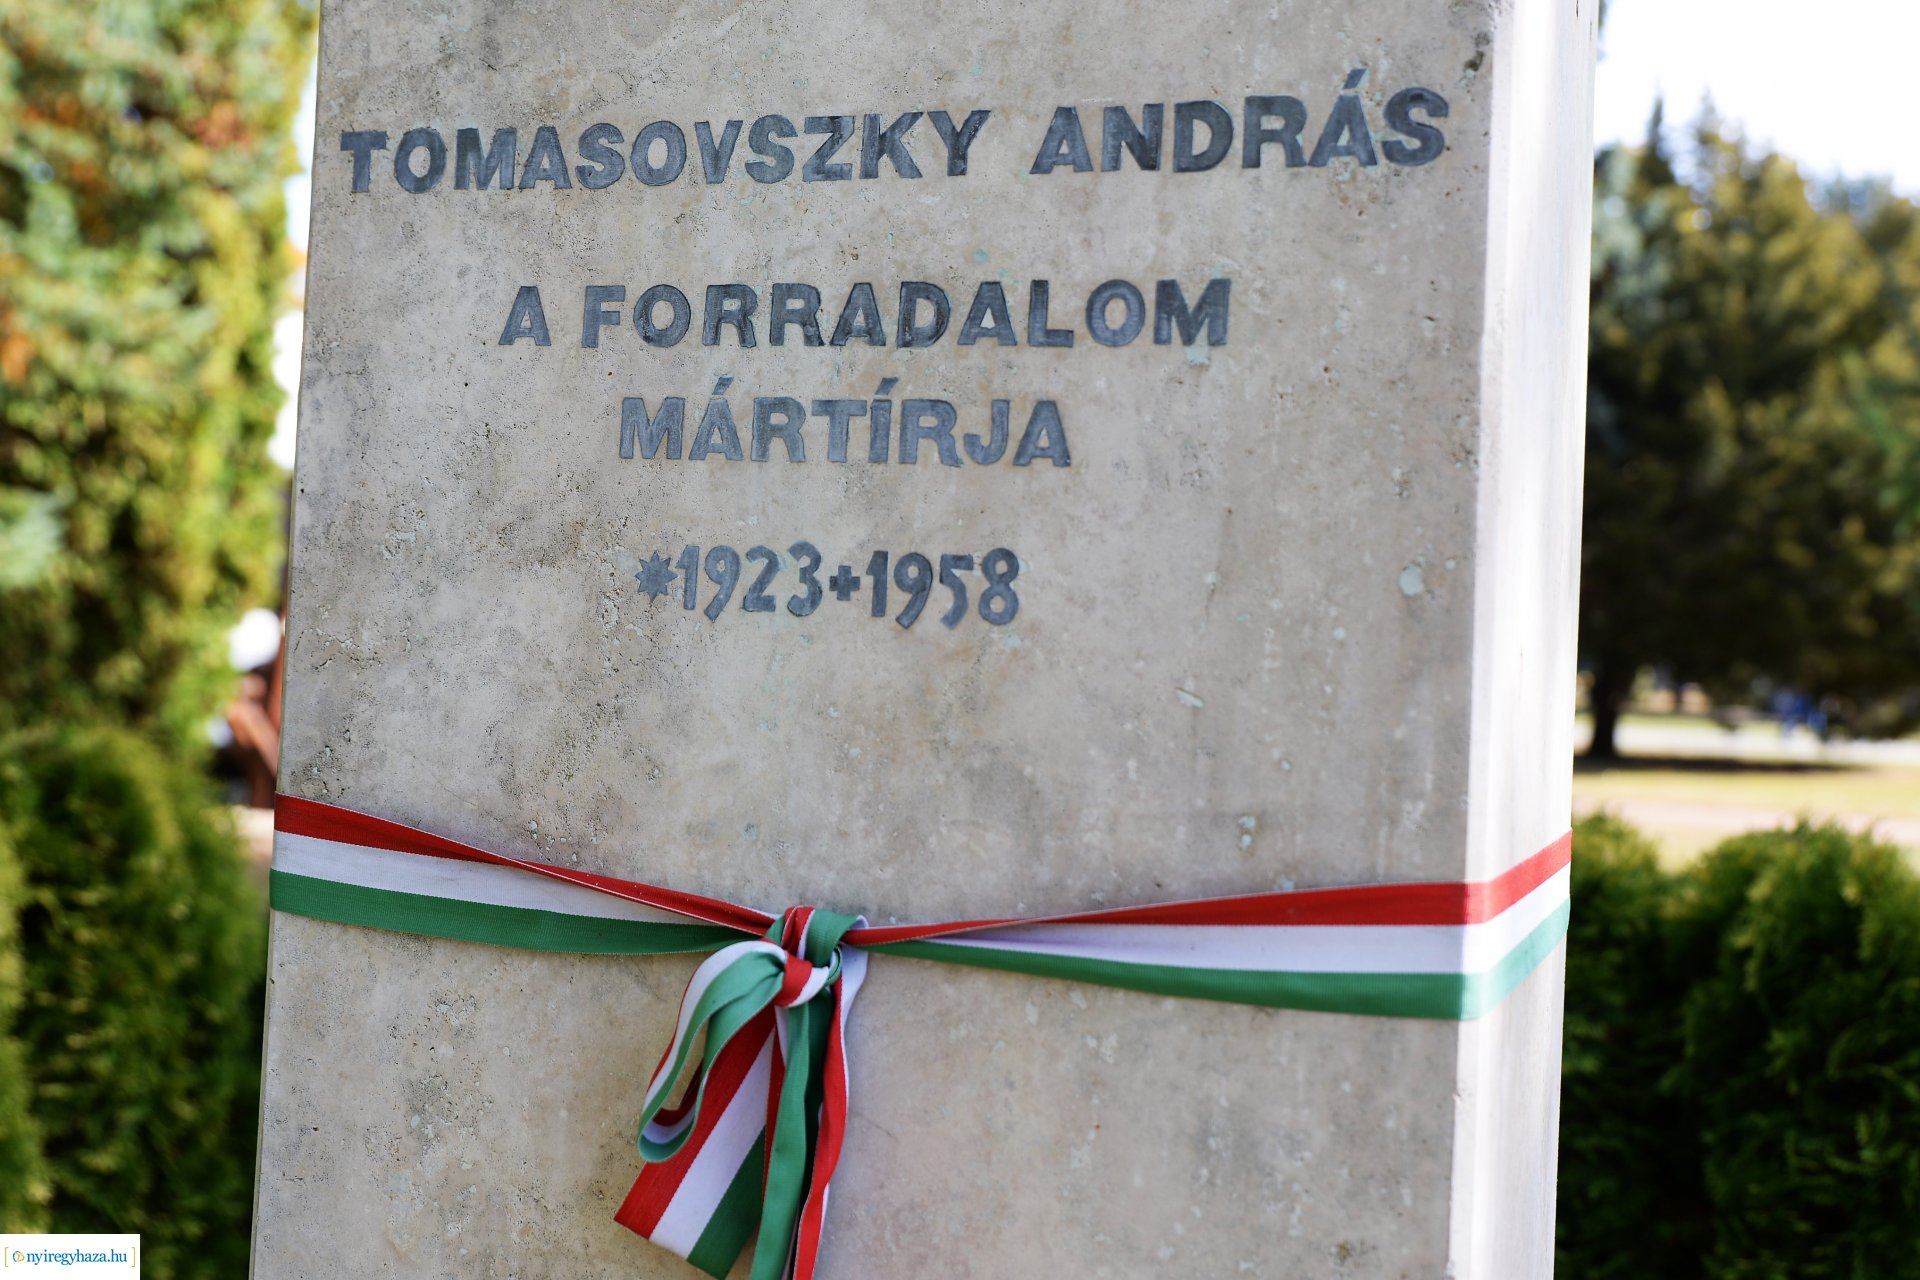 TOMASOVSZKY ANDRÁS
A FORRADALOM
MÁRTÍRJA
*1923+1958
[nyiregyhaza.hu]